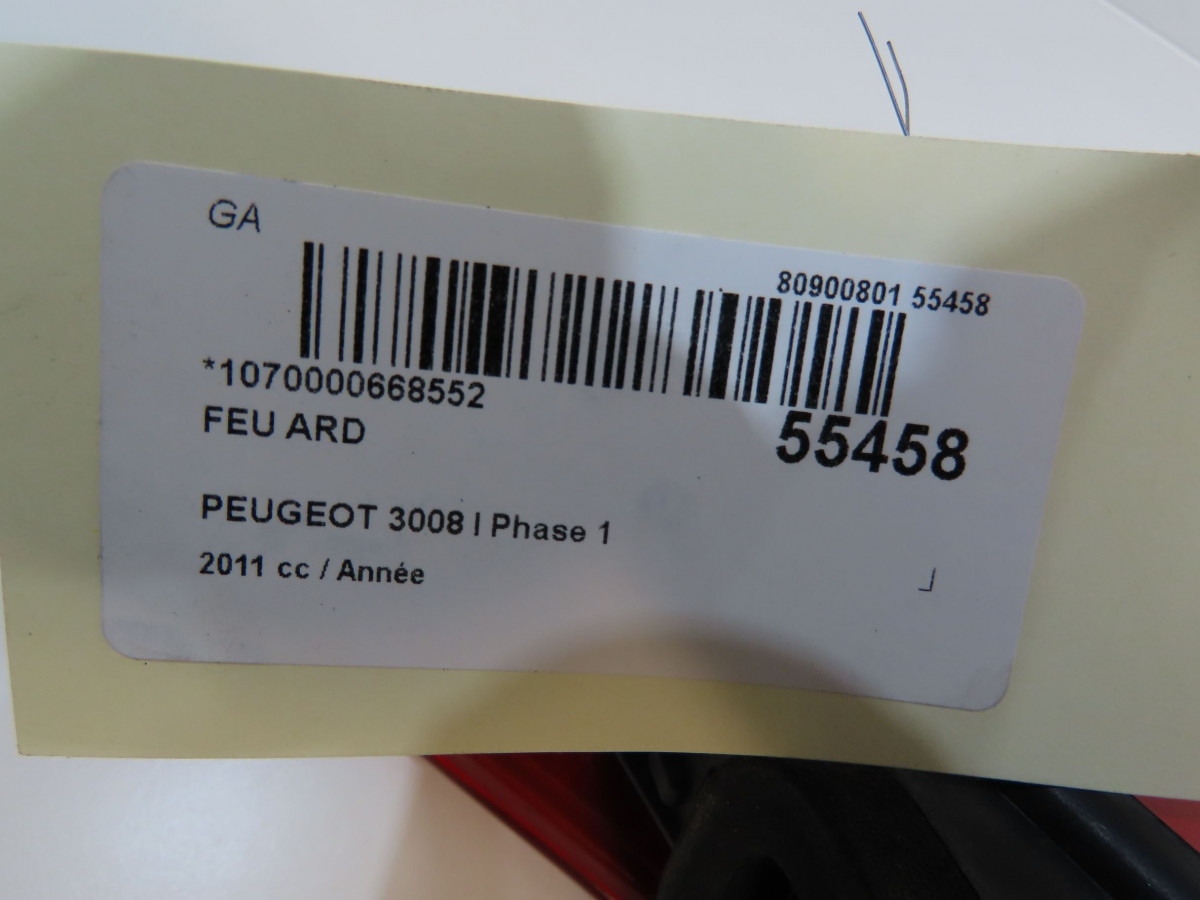 GA
80900801 55458
*1070000668552
FEU ARD
55458
PEUGEOT 3008 I Phase 1
2011 cc / Année